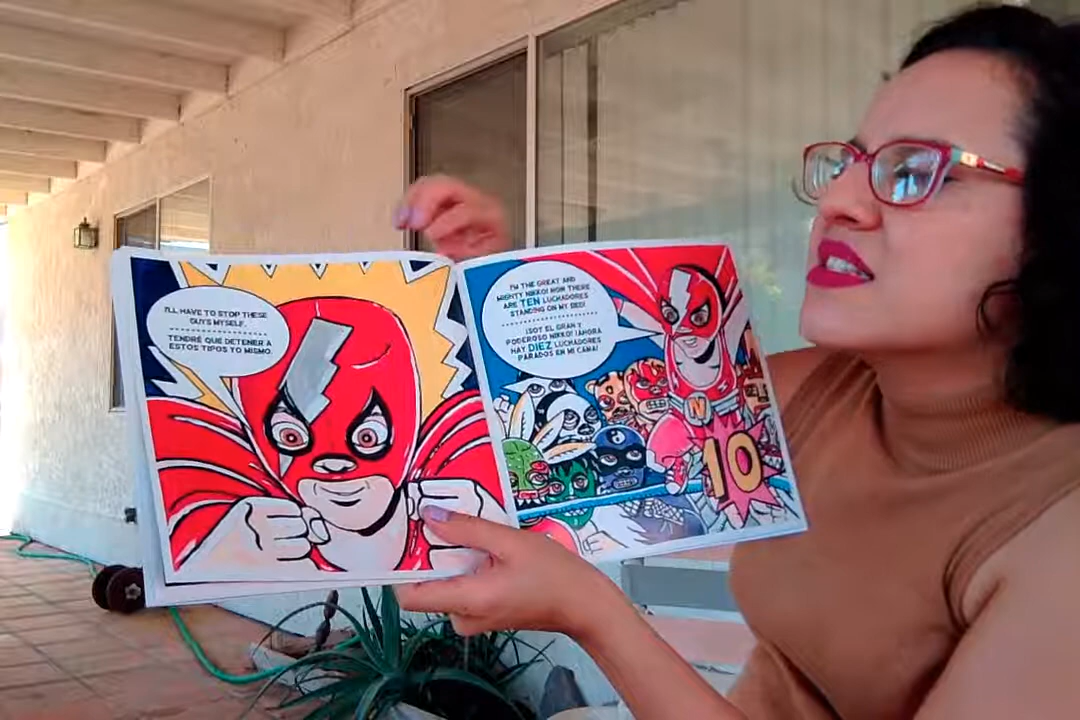 I'LL HAVE TO STOP THESE
GUYS MYSELF.
TENDRÉ QUE DETENER A
ESTOS TIPOS YO MISMO.
I'M THE GREAT AND
MIGHTY NIKKO! NOW THERE
ARE TEN LUCHADORES
STANDING ON MY BED!
¡SOY EL GRAN Y
PODEROSO NIKKO! ¡AHORA
HAY DIEZ LUCHADORES
PARADOS EN MI CAMA!
N
10